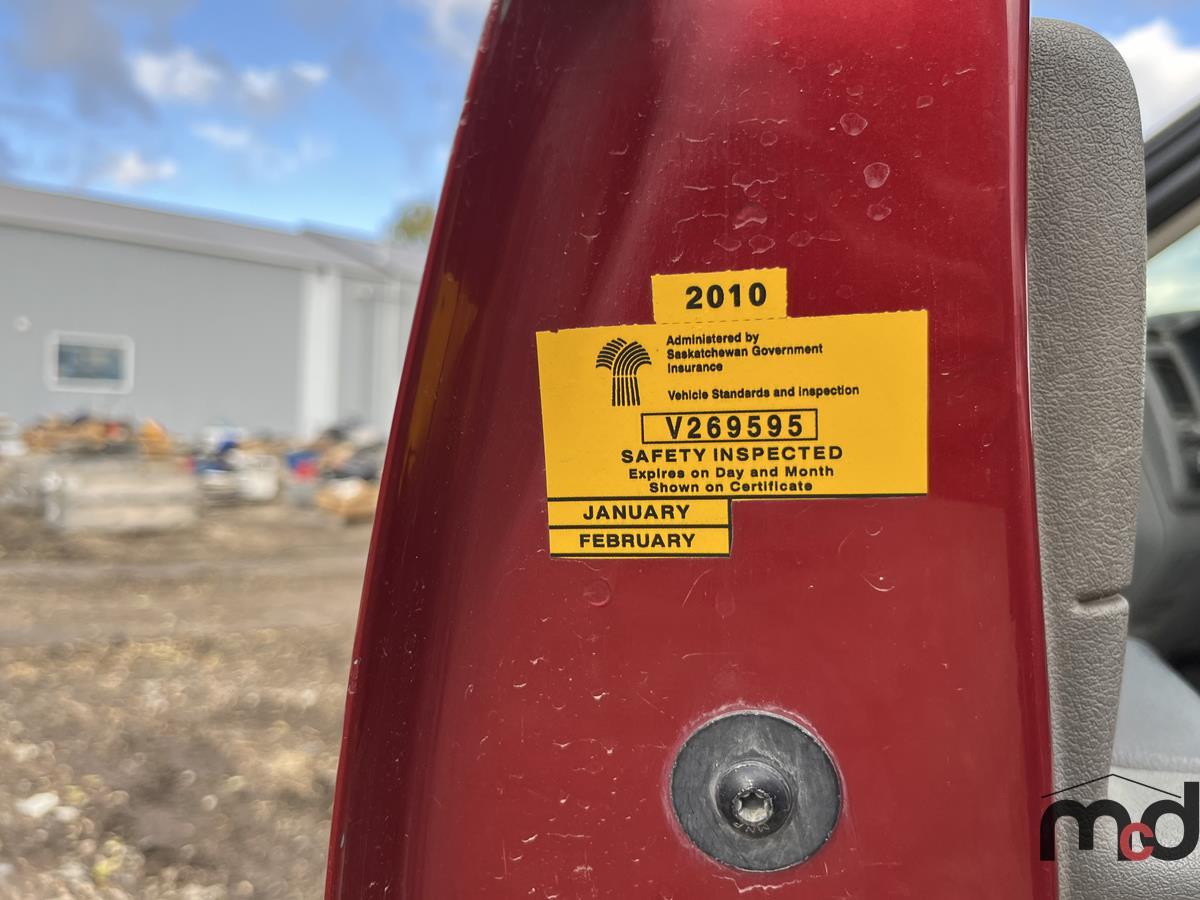 2010
Administered by
Saskatchewan Government
Insurance
Vehicle Standards and Inspection
V269595
SAFETY INSPECTED
Expires on Day and Month
Shown on Certificate
JANUARY
FEBRUARY
mcd